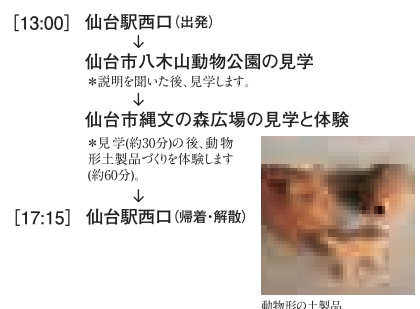 ［13:00］ 仙台駅西口（出発）
↓
仙台市八木山動物公園の見学
＊説明を聞いた後、見学します。
↓
仙台市縄文の森広場の見学と体験
＊見学(約30分)の後、動物
形土製品づくりを体験します
(約60分)。
↓
［17:15］ 仙台駅西口（帰着・解散）
動物形の土製品